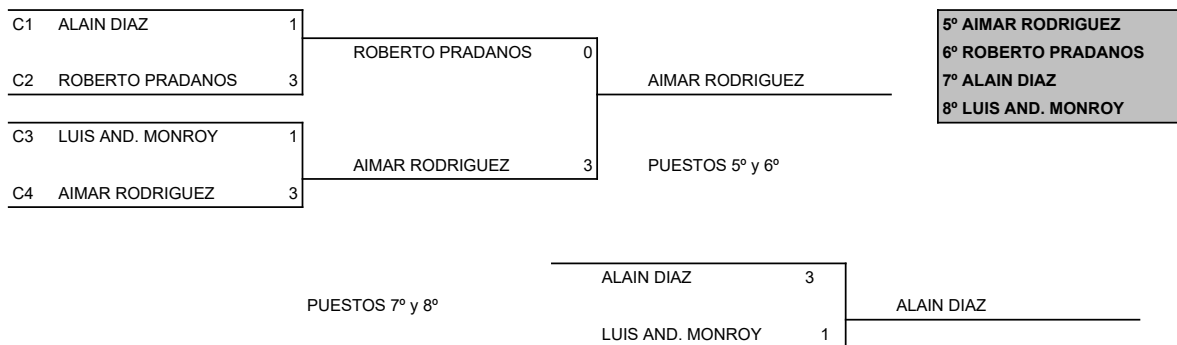 C1 ALAIN DIAZ 1
ROBERTO PRADANOS 0
C2 ROBERTO PRADANOS 3
AIMAR RODRIGUEZ
C3 LUIS AND. MONROY 1
AIMAR RODRIGUEZ 3
PUESTOS 5º y 6º
C4 AIMAR RODRIGUEZ 3
5º AIMAR RODRIGUEZ
6º ROBERTO PRADANOS
7º ALAIN DIAZ
8º LUIS AND. MONROY
PUESTOS 7º y 8º
ALAIN DIAZ 3
ALAIN DIAZ
LUIS AND. MONROY 1